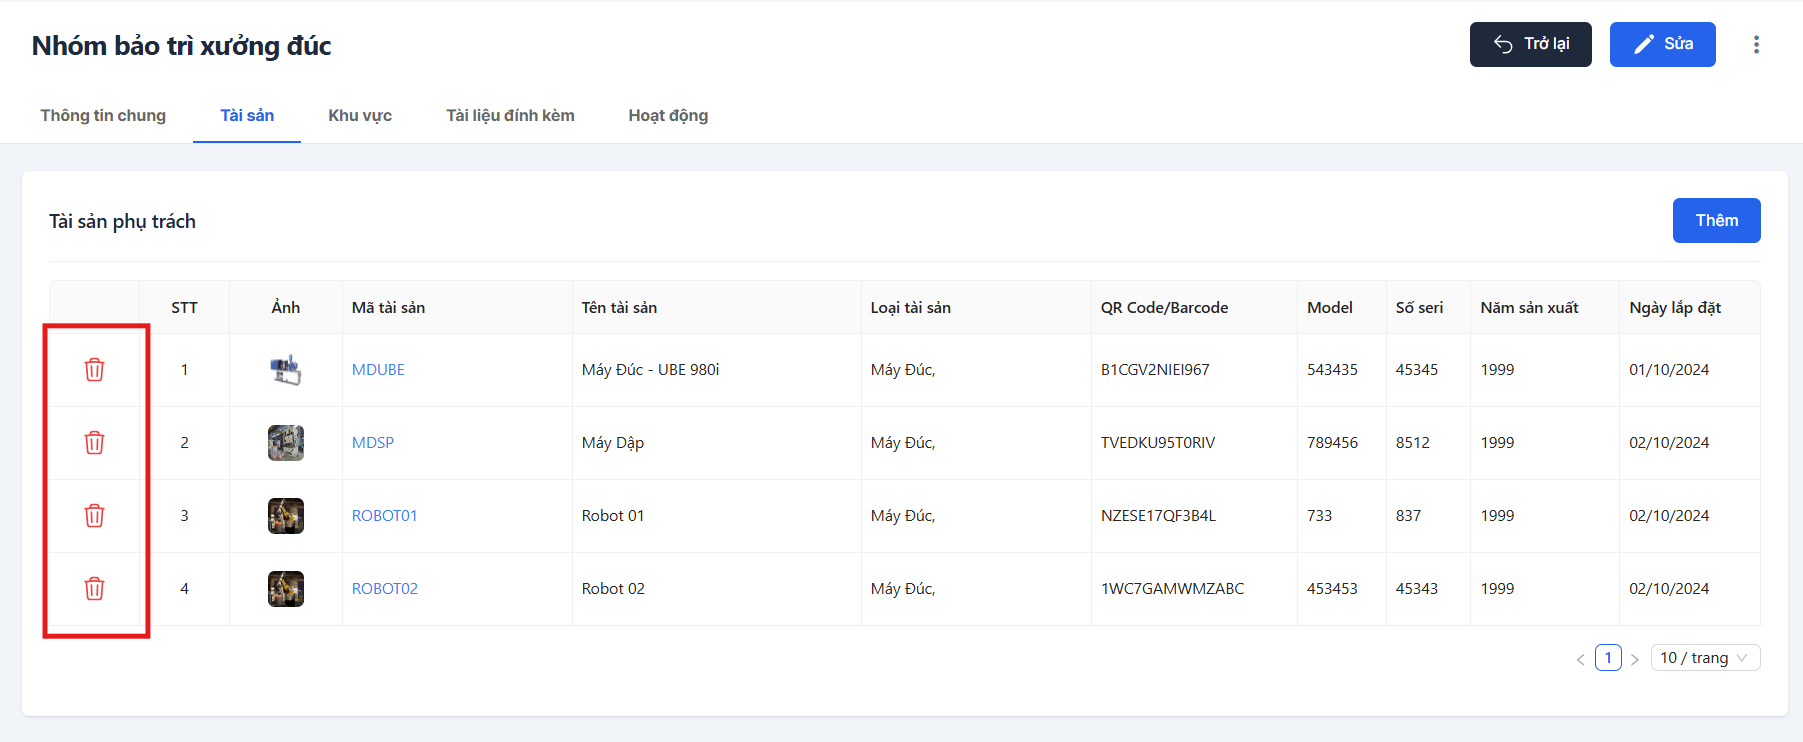 Nhóm bảo trì xưởng đúc
Trở lại
Sửa
Thông tin chung Tài sản Khu vực Tài liệu đính kèm Hoạt động
Tài sản phụ trách
Thêm
STT Ảnh Mã tài sản Tên tài sản Loại tài sản QR Code/Barcode Model Số seri Năm sản xuất Ngày lắp đặt
1 MDUBE Máy Đúc - UBE 980i Máy Đúc, B1CGV2NIEI967 543435 45345 1999 01/10/2024
2 MDSP Máy Dập Máy Đúc, TVEDKU95T0RIV 789456 8512 1999 02/10/2024
3 ROBOT01 Robot 01 Máy Đúc, NZESE17QF3B4L 733 837 1999 02/10/2024
4 ROBOT02 Robot 02 Máy Đúc, 1WC7GAMWMZABC 453453 45343 1999 02/10/2024
1 10 / trang